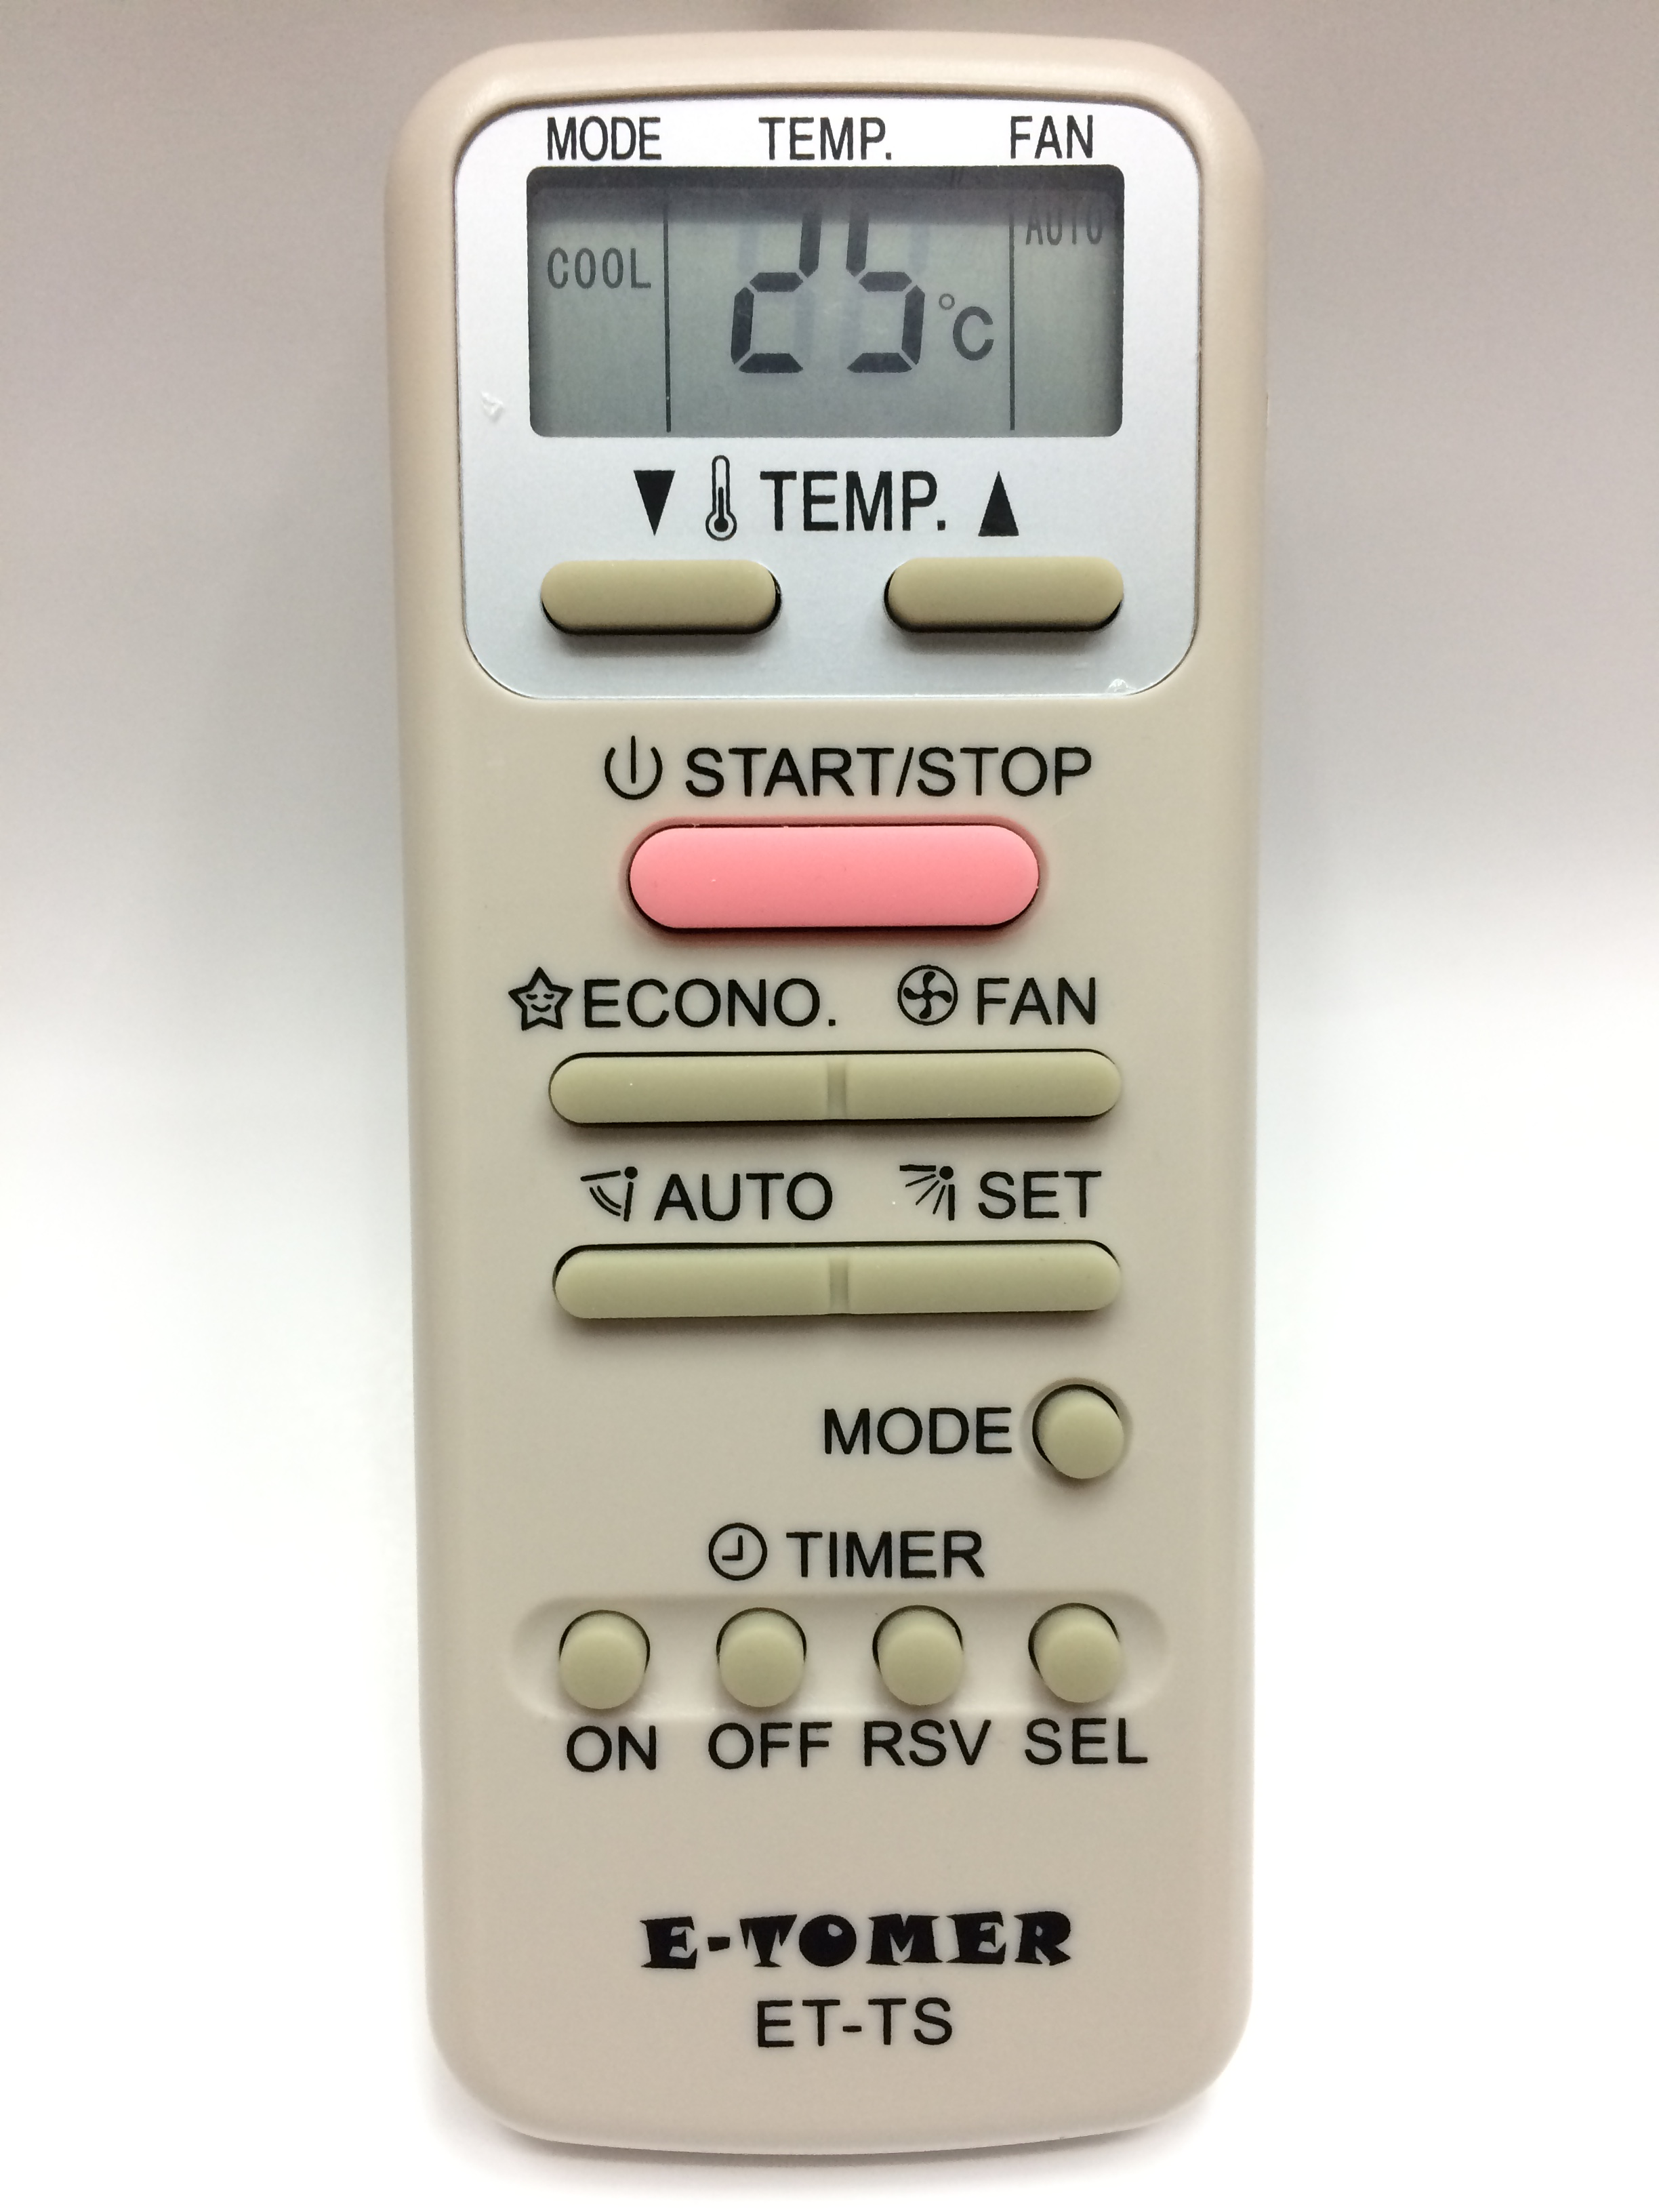 MODE TEMP. FAN
COOL 25°C AUTO
▼ TEMP. ▲
START/STOP
ECONO. FAN
AUTO SET
MODE
TIMER
ON OFF RSV SEL
E-TOMER
ET-TS